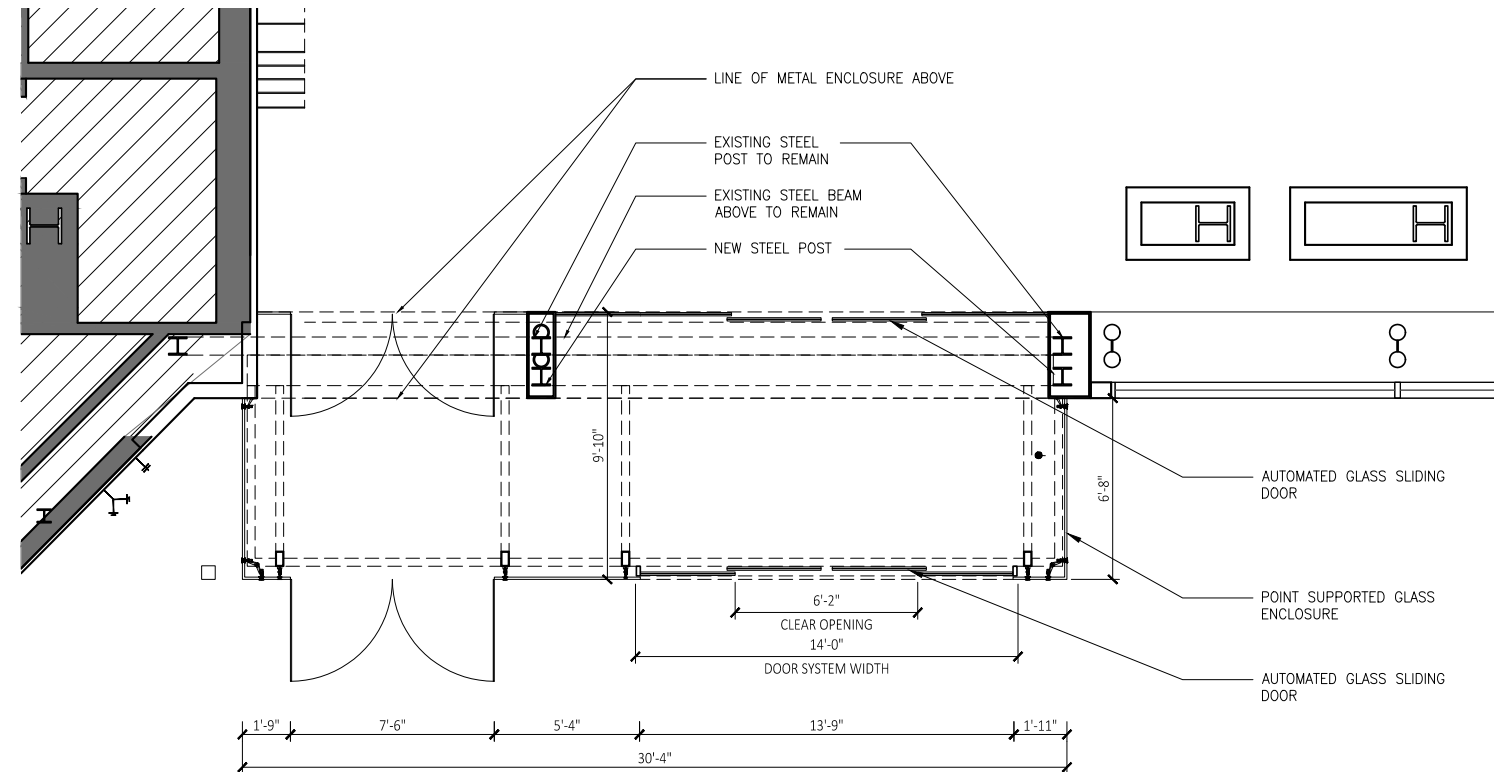 LINE OF METAL ENCLOSURE ABOVE
EXISTING STEEL
POST TO REMAIN
EXISTING STEEL BEAM
ABOVE TO REMAIN
NEW STEEL POST
9'-10"
6'-8"
AUTOMATED GLASS SLIDING
DOOR
POINT SUPPORTED GLASS
ENCLOSURE
6'-2"
CLEAR OPENING
14'-0"
DOOR SYSTEM WIDTH
AUTOMATED GLASS SLIDING
DOOR
1'-9" 7'-6" 5'-4" 13'-9" 1'-11"
30'-4"